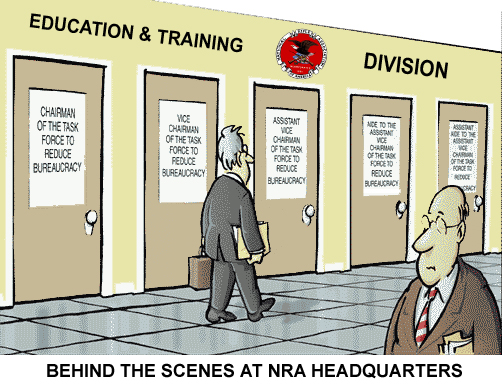 EDUCATION & TRAINING DIVISION
CHAIRMAN
OF THE TASK
FORCE TO
REDUCE
BUREAUCRACY
VICE
CHAIRMAN
OF THE TASK
FORCE TO
REDUCE
BUREAUCRACY
ASSISTANT
VICE
CHAIRMAN
OF THE TASK
FORCE TO
REDUCE
BUREAUCRACY
AIDE TO THE
ASSISTANT
VICE
CHAIRMAN
OF THE TASK
FORCE TO
REDUCE
BUREAUCRACY
ASSISTANT
AIDE TO THE
ASSISTANT
VICE
CHAIRMAN
OF THE TASK
FORCE TO
REDUCE
BUREAUCRACY
BEHIND THE SCENES AT NRA HEADQUARTERS